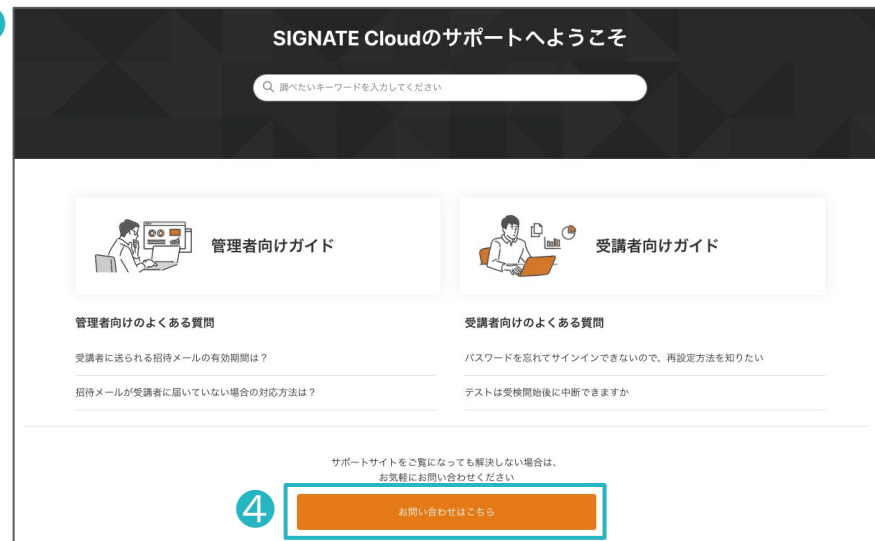 SIGNATE Cloudのサポートへようこそ
調べたいキーワードを入力してください
管理者向けガイド
受講者向けガイド
管理者向けのよくある質問
受講者に送られる招待メールの有効期間は？
招待メールが受講者に届いていない場合の対応方法は？
受講者向けのよくある質問
パスワードを忘れてサインインできないので、再設定方法を知りたい
テストは受検開始後に中断できますか
サポートサイトをご覧になっても解決しない場合は、
お気軽にお問い合わせください
4
お問い合わせはこちら